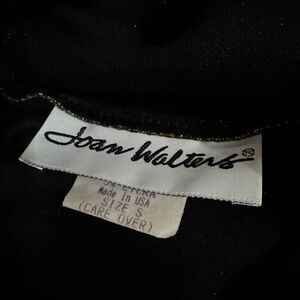 Joan Walters®
Made In USA
SIZE S
(CARE OVER)